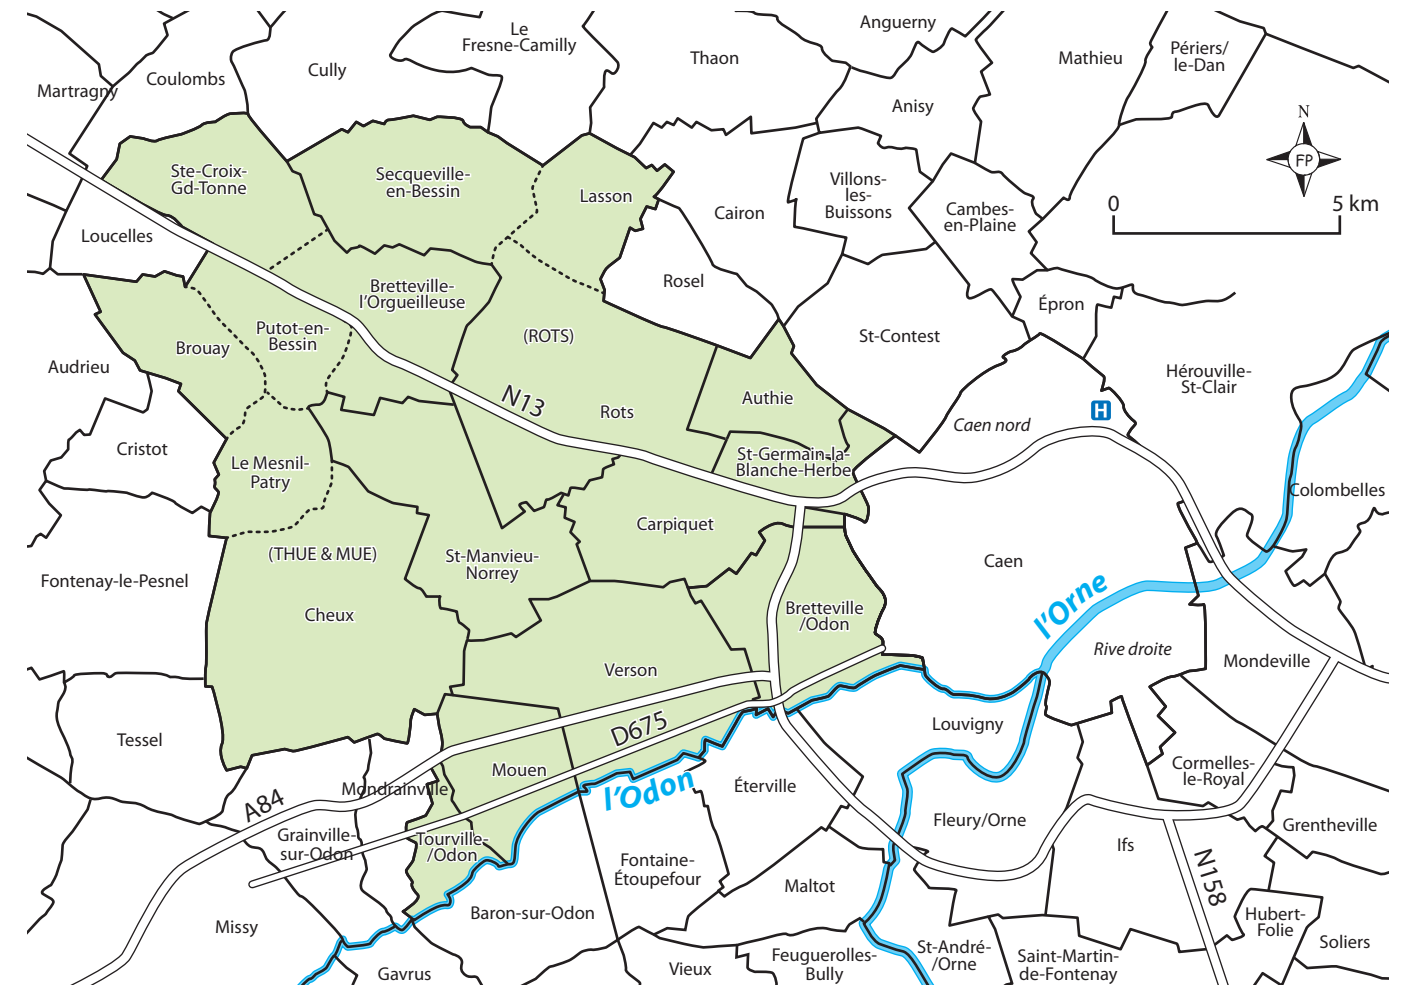 Le
Fresne-Camilly
Anguerny
Périers/
le-Dan
Mathieu
Thaon
Cully
Coulombs
Martragny
Anisy
N
FP
0
5 km
Ste-Croix-
Gd-Tonne
Secqueville-
en-Bessin
Lasson
Villons-
les-
Buissons
Cairon
Cambes-
en-Plaine
Loucelles
Rosel
Bretteville-
l'Orgueilleuse
Épron
Putot-en-
Bessin
Brouay
(ROTS)
St-Contest
Audrieu
Hérouville-
St-Clair
N13
Rots
Authie
H
Caen nord
Cristot
Le Mesnil-
Patry
St-Germain-la-
Blanche-Herbe
Colombelles
Carpiquet
(THUE & MUE)
St-Manvieu-
Norrey
Caen
Fontenay-le-Pesnel
Cheux
Bretteville
/Odon
l'Orne
Rive droite
Mondeville
Verson
Tessel
D675
Louvigny
Mouen
Cormelles-
le-Royal
Mondrainville
l'Odon
Éterville
A84
Grainville-
sur-Odon
Tourville-
/Odon
Fleury/Orne
Grentheville
Ifs
Fontaine-
Étoupefour
Maltot
N158
Baron-sur-Odon
Missy
Hubert-
Folie
Soliers
Gavrus
Vieux
Feuguerolles-
Bully
St-André-
/Orne
Saint-Martin-
de-Fontenay